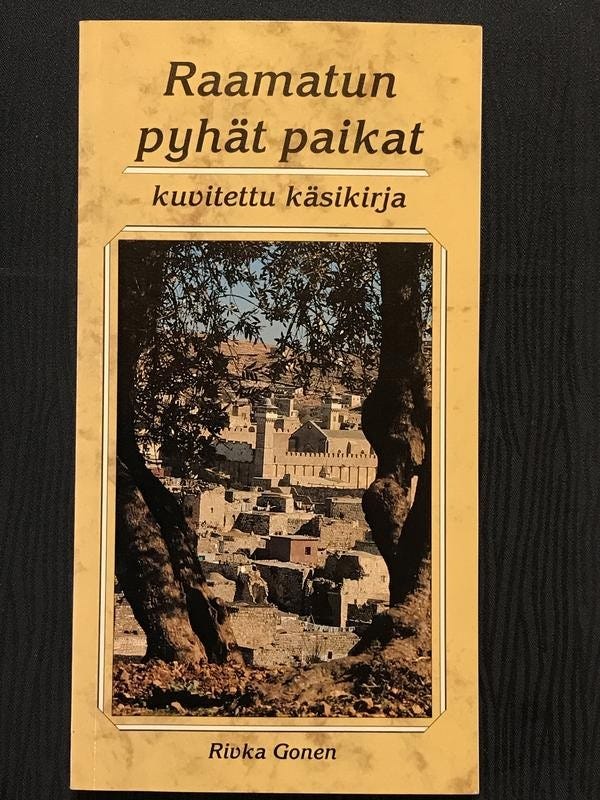 Raamatun
pyhät paikat
kuvitettu käsikirja
Rivka Gonen